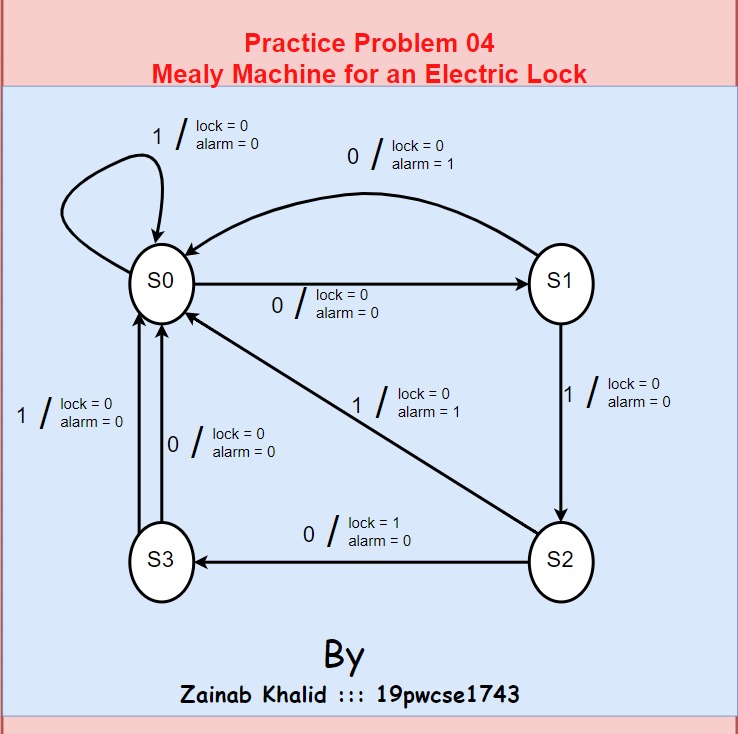 Practice Problem 04
Mealy Machine for an Electric Lock
1 / lock = 0
alarm = 0
0 / lock = 0
alarm = 1
S0
S1
0 / lock = 0
alarm = 0
1 / lock = 0
alarm = 0
1 / lock = 0
alarm = 1
1 / lock = 0
alarm = 0
0 / lock = 0
alarm = 0
0 / lock = 1
alarm = 0
S3
S2
By
Zainab Khalid ::: 19pwcse1743